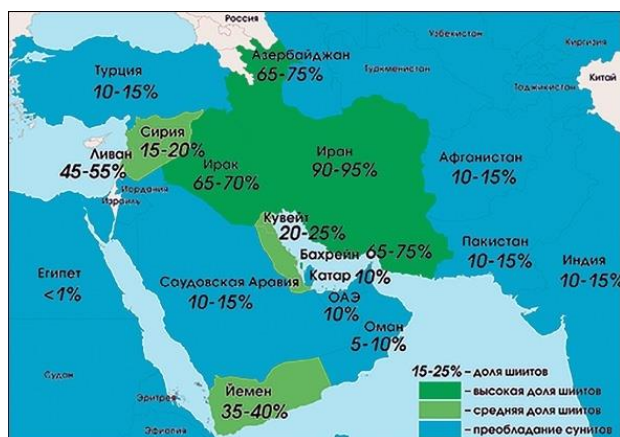 Россия
Узбекистан
Киргизия
Азербайджан
65-75%
Турция
10-15%
Туркменистан
Таджикистан
Китай
Сирия
15-20%
Ливан
45-55%
Ирак
65-70%
Иран
90-95%
Афганистан
10-15%
Иордания
Израиль
Кувейт
20-25%
Бахрейн 65-75%
Катар 10%
Пакистан
10-15%
Индия
10-15%
Египет
<1%
Саудовская Аравия
10-15%
ОАЭ
10%
Оман
5-10%
Судан
Йемен
35-40%
Эритрея
Эфиопия
15-25% – доля шиитов
– высокая доля шиитов
– средняя доля шиитов
– преобладание сунитов